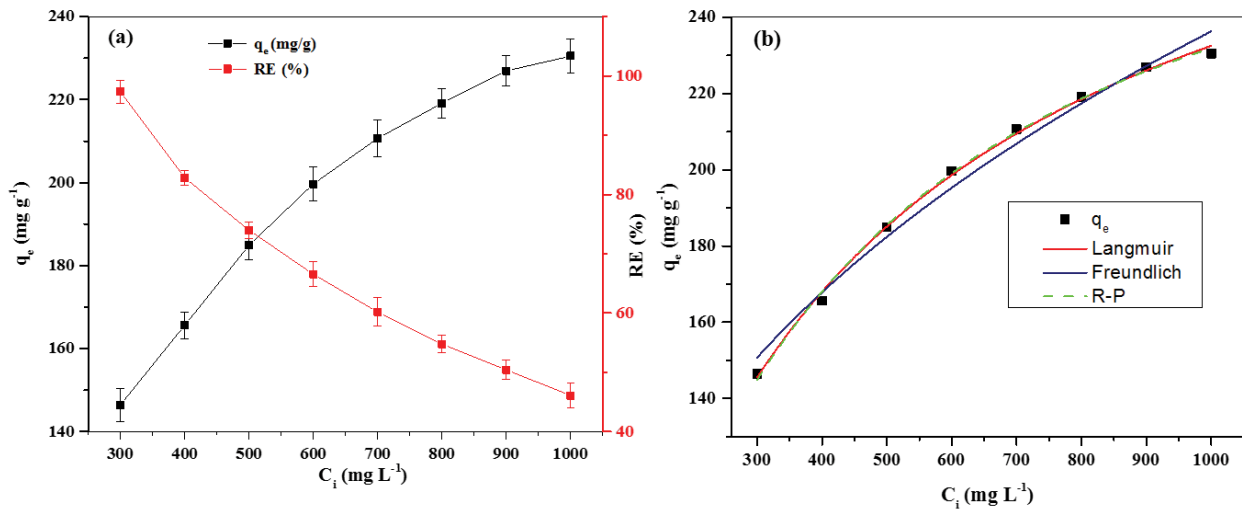 (a)
qₑ (mg/g)
RE (%)
240
220
200
180
160
140
qₑ (mg g⁻¹)
100
80
60
40
RE (%)
300 400 500 600 700 800 900 1000
Cᵢ (mg L⁻¹)
(b)
240
220
200
180
160
140
qₑ (mg g⁻¹)
qₑ
Langmuir
Freundlich
R-P
300 400 500 600 700 800 900 1000
Cᵢ (mg L⁻¹)